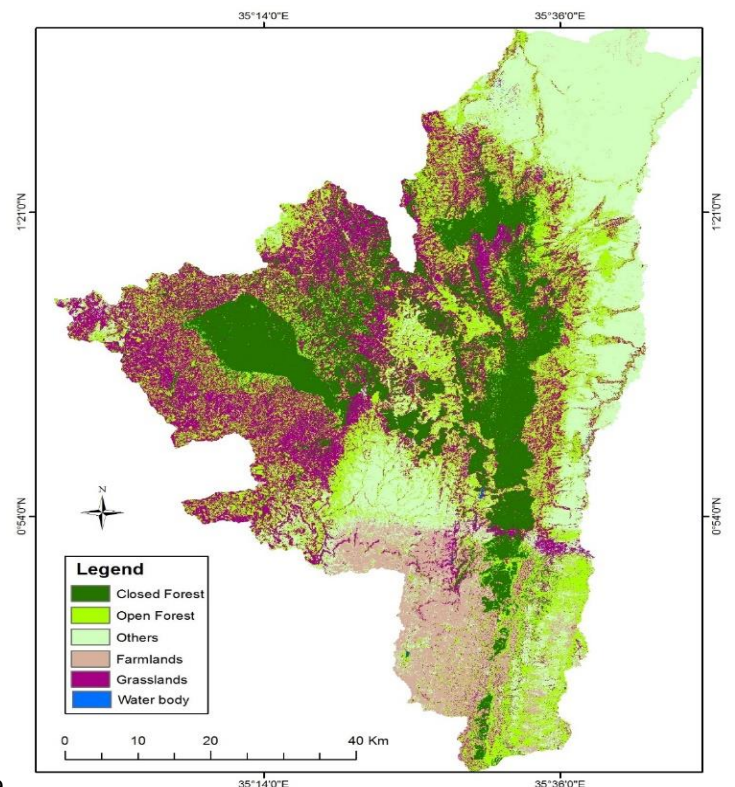 35°14'0"E 35°36'0"E
1°21'0"N 1°21'0"N
0°54'0"N 0°54'0"N
N
Legend
Closed Forest
Open Forest
Others
Farmlands
Grasslands
Water body
0 10 20 40 Km
35°14'0"E 35°36'0"E